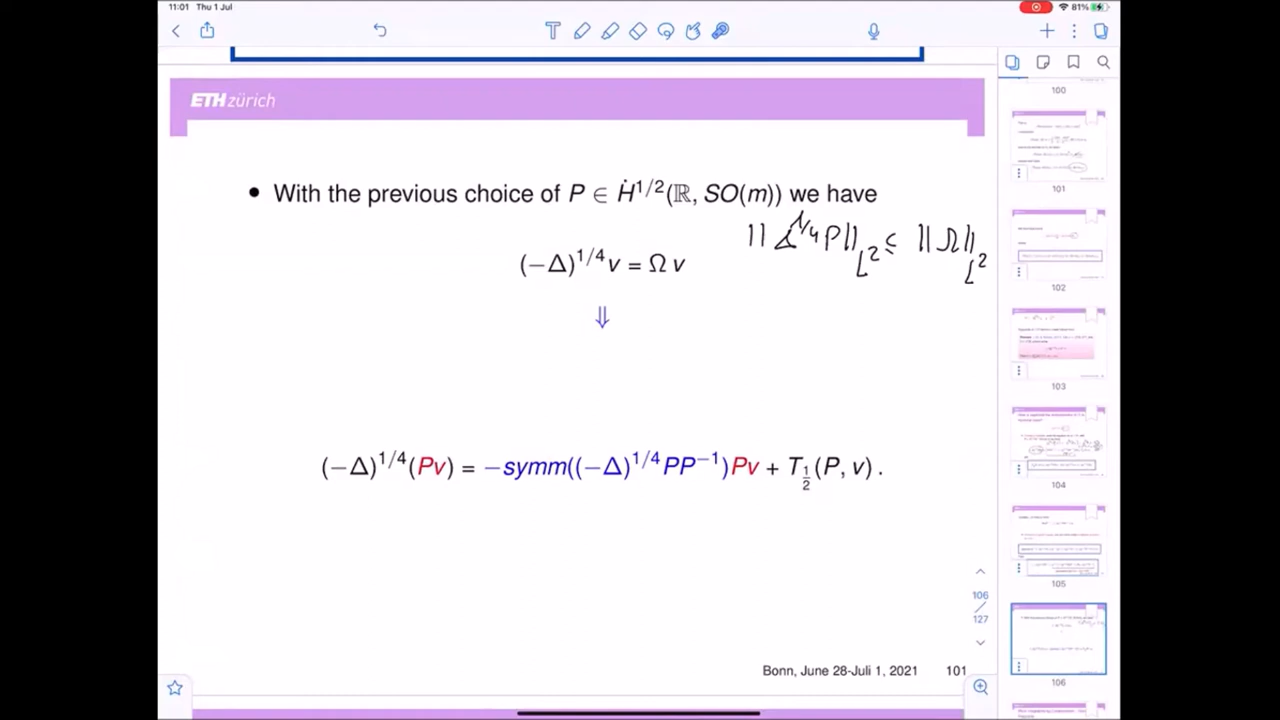 11:01 Thu 1 Jul
81%
ETH zürich
• With the previous choice of P ∈ Ḣ^{1/2}(ℝ, SO(m)) we have
||Δ^{1/4}P||_{L^2} ≤ ||Ω||_{L^2}
(−Δ)^{1/4}v = Ω v
⇓
(−Δ)^{1/4}(Pv) = −symm((−Δ)^{1/4}PP^{−1})Pv + T_{1/2}(P, v) .
Bonn, June 28-Juli 1, 2021 101
106
/
127
100
101
102
103
104
105
106